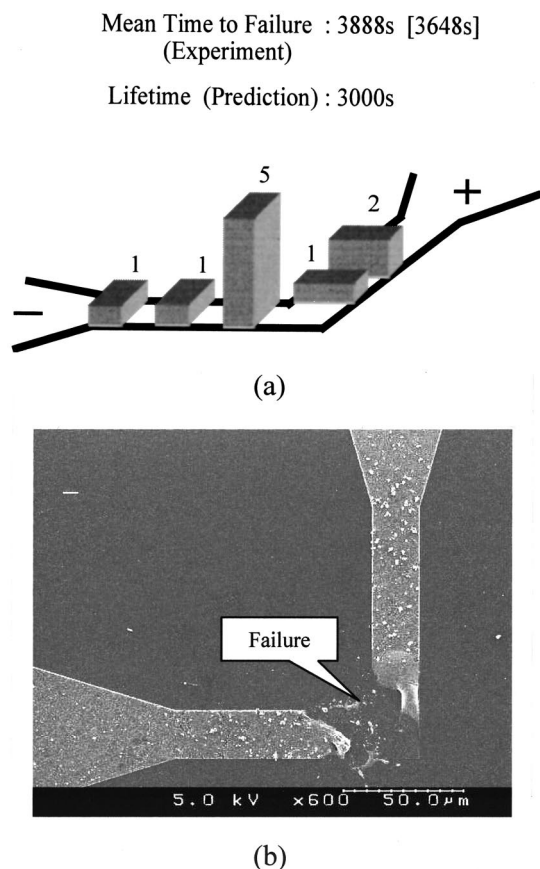 Mean Time to Failure : 3888s [3648s]
(Experiment)
Lifetime (Prediction) : 3000s
5
2
+
1
1
1
−
(a)
Failure
5.0 kV x600 50.0µm
(b)